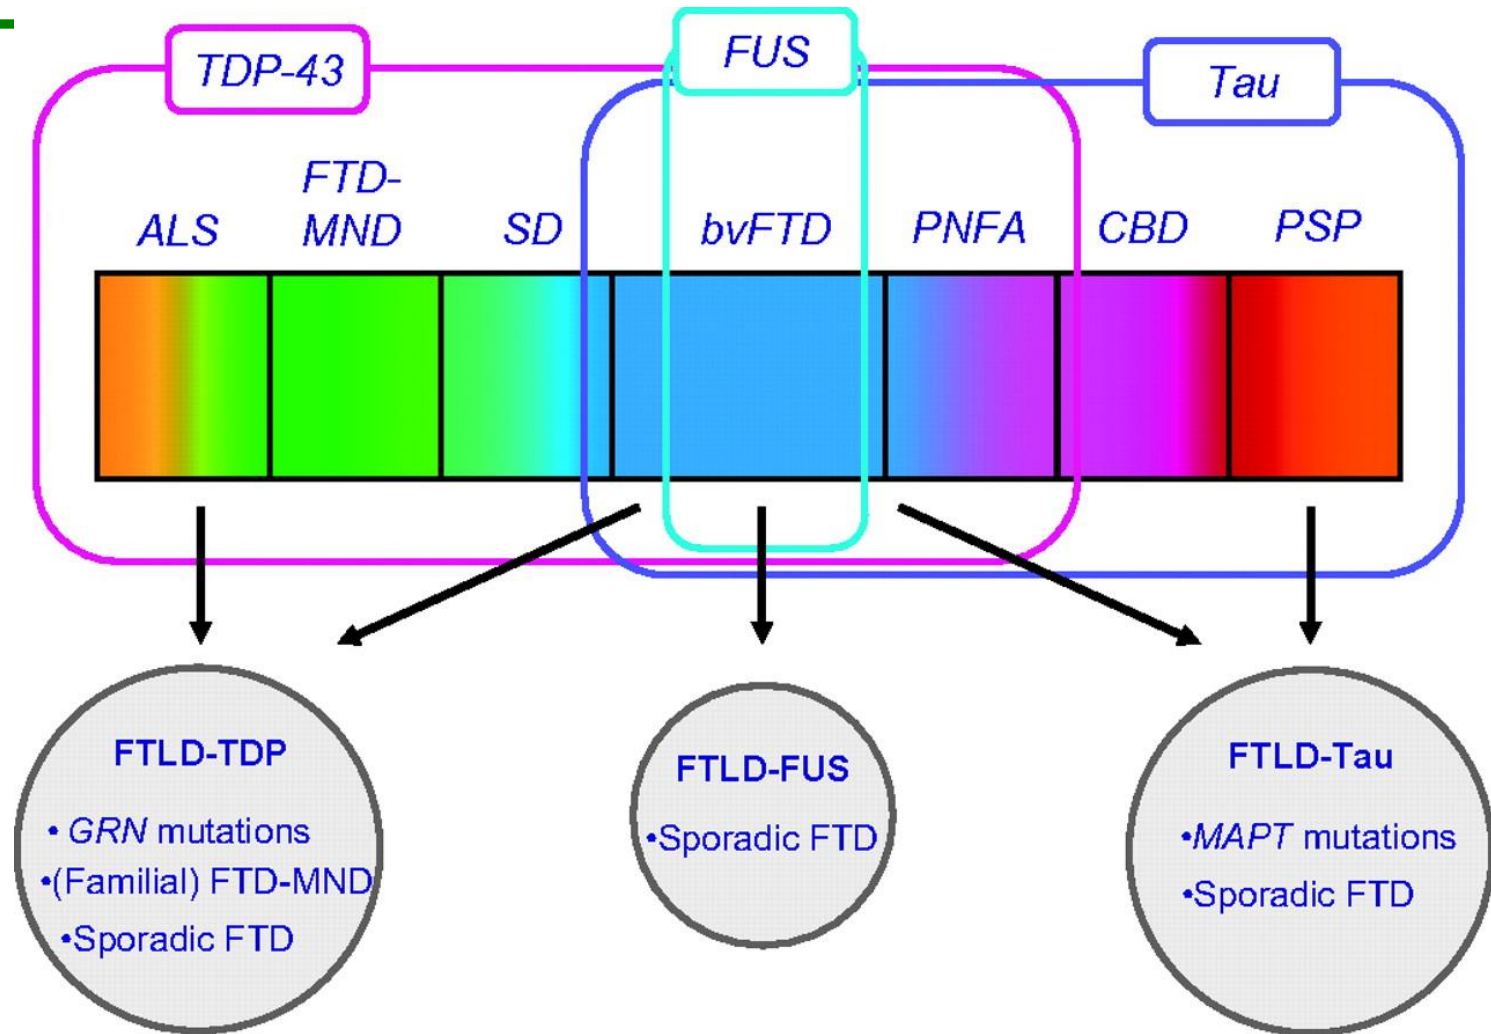 TDP-43
FUS
Tau
ALS
FTD-
MND
SD
bvFTD
PNFA
CBD
PSP
FTLD-TDP
• GRN mutations
•(Familial) FTD-MND
•Sporadic FTD
FTLD-FUS
•Sporadic FTD
FTLD-Tau
•MAPT mutations
•Sporadic FTD